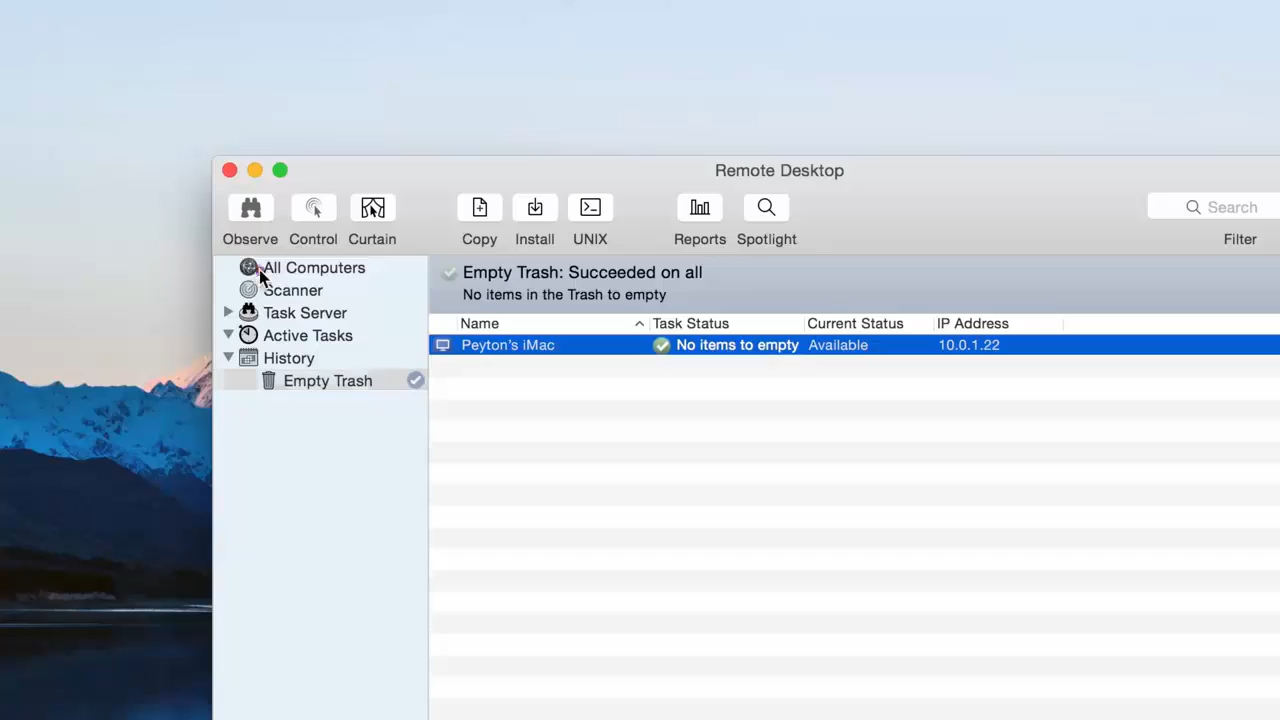 Remote Desktop
Observe Control Curtain Copy Install UNIX Reports Spotlight
Search
Filter
All Computers
Scanner
Task Server
Active Tasks
History
Empty Trash
Empty Trash: Succeeded on all
No items in the Trash to empty
Name Task Status Current Status IP Address
Peyton's iMac No items to empty Available 10.0.1.22